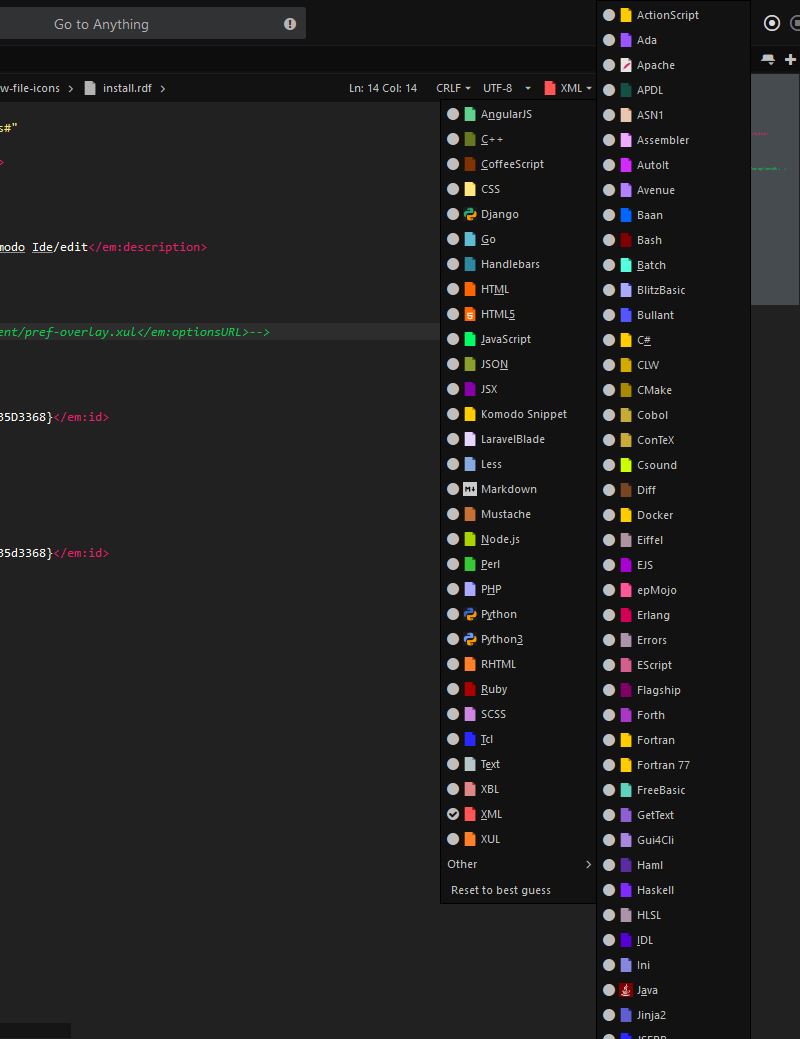 Go to Anything
w-file-icons > install.rdf >
Ln: 14 Col: 14 CRLF UTF-8 XML
s#"
>
modo Ide/edit</em:description>
ent/pref-overlay.xul</em:optionsURL>-->
35D3368}</em:id>
35d3368}</em:id>
AngularJS
C++
CoffeeScript
CSS
Django
Go
Handlebars
HTML
HTML5
JavaScript
JSON
JSX
Komodo Snippet
LaravelBlade
Less
Markdown
Mustache
Node.js
Perl
PHP
Python
Python3
RHTML
Ruby
SCSS
Tcl
Text
XBL
XML
XUL
Other >
Reset to best guess
ActionScript
Ada
Apache
APDL
ASN1
Assembler
AutoIt
Avenue
Baan
Bash
Batch
BlitzBasic
Bullant
C#
CLW
CMake
Cobol
ConTeX
Csound
Diff
Docker
Eiffel
EJS
epMojo
Erlang
Errors
EScript
Flagship
Forth
Fortran
Fortran 77
FreeBasic
GetText
Gui4Cli
Haml
Haskell
HLSL
IDL
Ini
Java
Jinja2